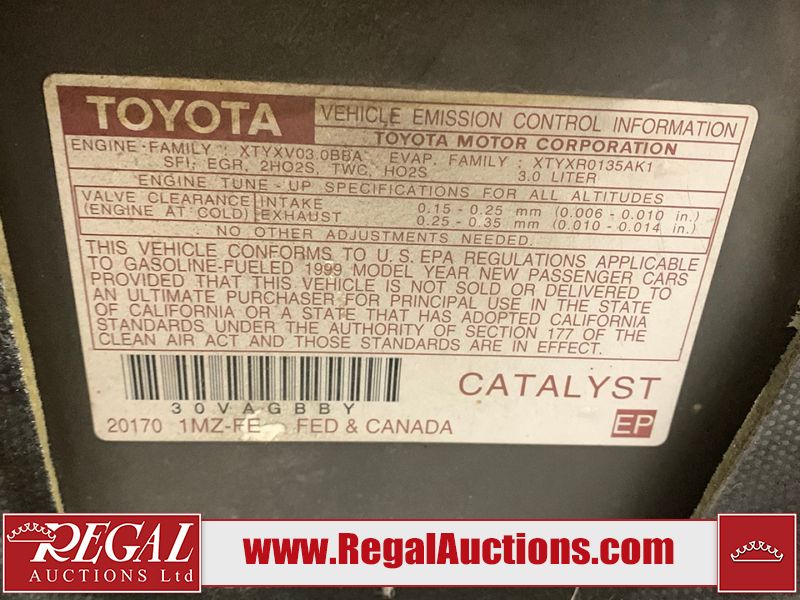 TOYOTA
VEHICLE EMISSION CONTROL INFORMATION
TOYOTA MOTOR CORPORATION
ENGINE FAMILY : XTYXV03.0BBA EVAP. FAMILY : XTYXR0135AK1
SFI, EGR, 2HO2S, TWC, HO2S 3.0 LITER
ENGINE TUNE - UP SPECIFICATIONS FOR ALL ALTITUDES
VALVE CLEARANCE INTAKE 0.15 - 0.25 mm (0.006 - 0.010 in.)
(ENGINE AT COLD) EXHAUST 0.25 - 0.35 mm (0.010 - 0.014 in.)
NO OTHER ADJUSTMENTS NEEDED.
THIS VEHICLE CONFORMS TO U.S.EPA REGULATIONS APPLICABLE
TO GASOLINE-FUELED 1999 MODEL YEAR NEW PASSENGER CARS
PROVIDED THAT THIS VEHICLE IS NOT SOLD OR DELIVERED TO
AN ULTIMATE PURCHASER FOR PRINCIPAL USE IN THE STATE
OF CALIFORNIA OR A STATE THAT HAS ADOPTED CALIFORNIA
STANDARDS UNDER THE AUTHORITY OF SECTION 177 OF THE
CLEAN AIR ACT AND THOSE STANDARDS ARE IN EFFECT.
30VAGBBY
CATALYST
20170 1MZ-FE FED & CANADA
EP
REGAL
AUCTIONS Ltd
www.RegalAuctions.com